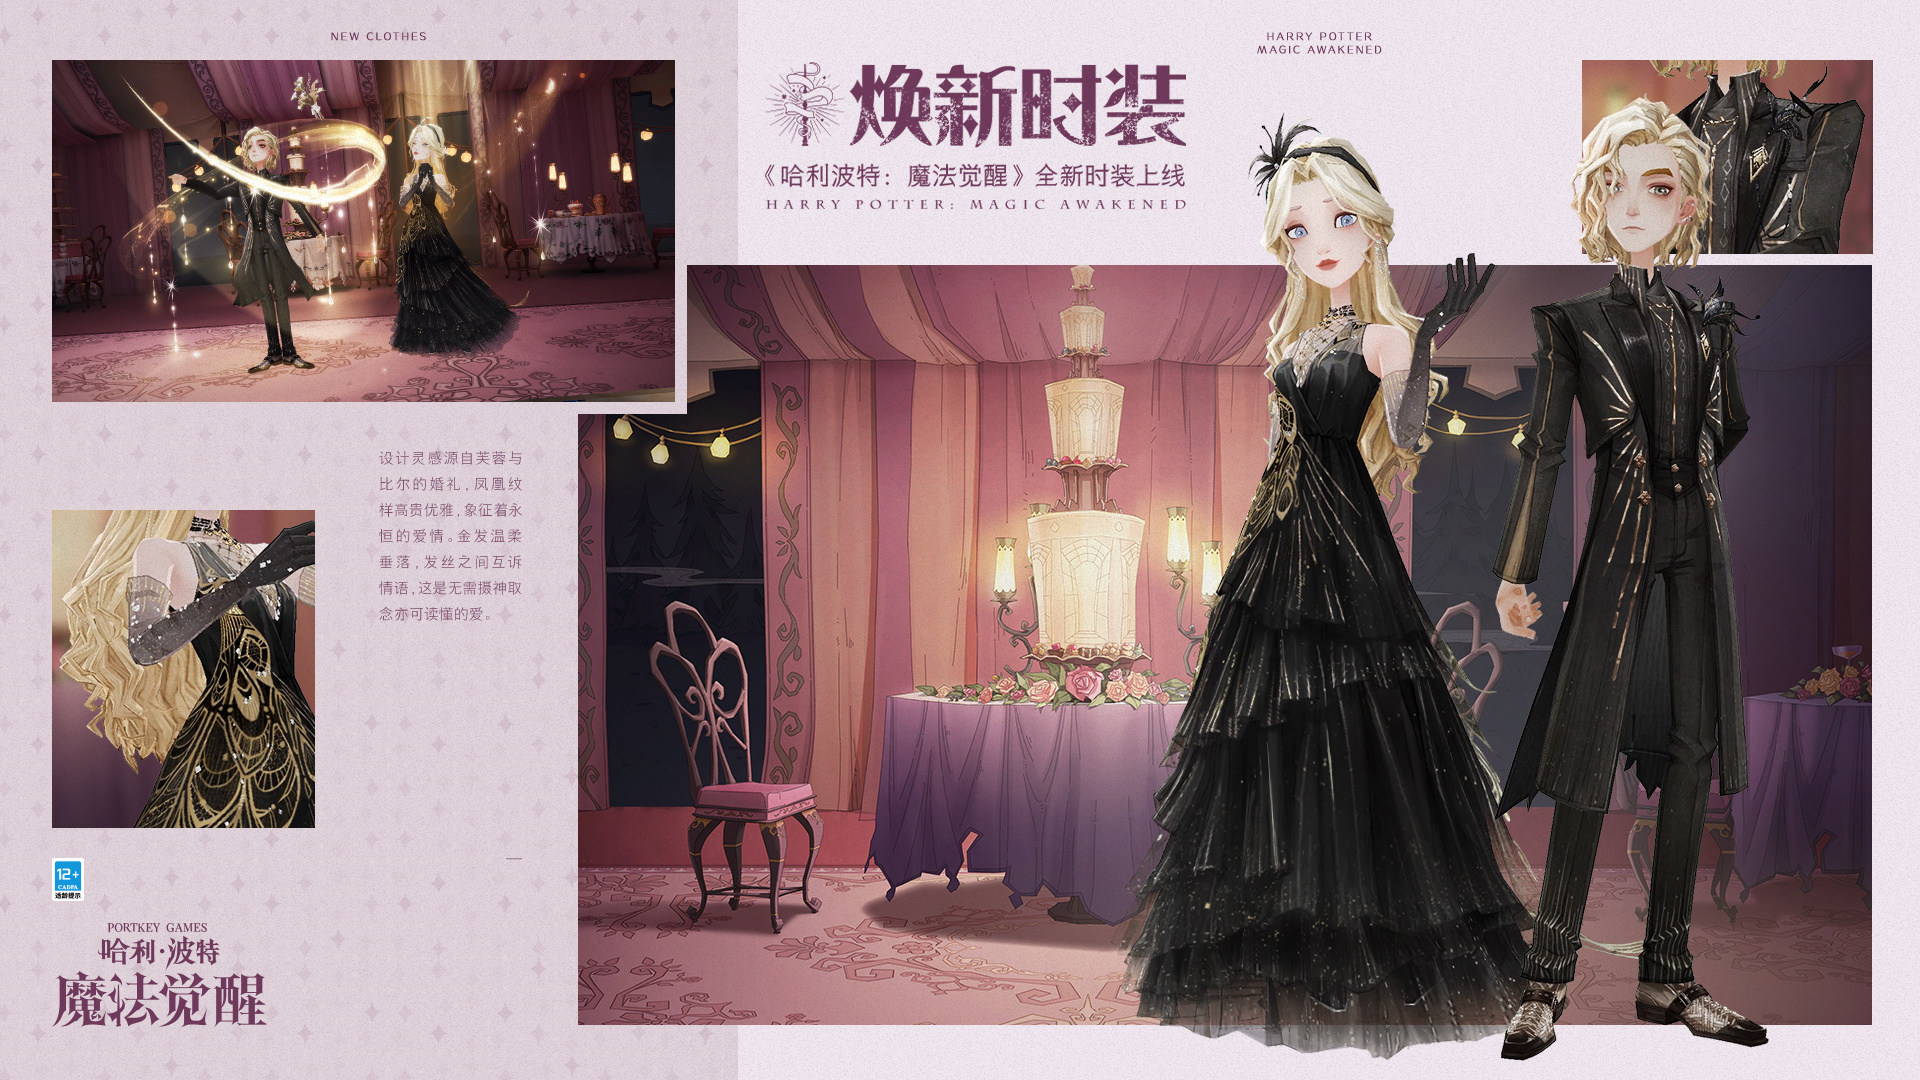 NEW CLOTHES
HARRY POTTER
MAGIC AWAKENED
焕新时装
《哈利波特：魔法觉醒》全新时装上线
HARRY POTTER: MAGIC AWAKENED
设计灵感源自芙蓉与
比尔的婚礼，凤凰纹
样高贵优雅，象征着永
恒的爱情。金发温柔
垂落，发丝之间互诉
情语，这是无需摄神取
念亦可读懂的爱。
12+
CADPA
适龄提示
PORTKEY GAMES
哈利·波特
魔法觉醒